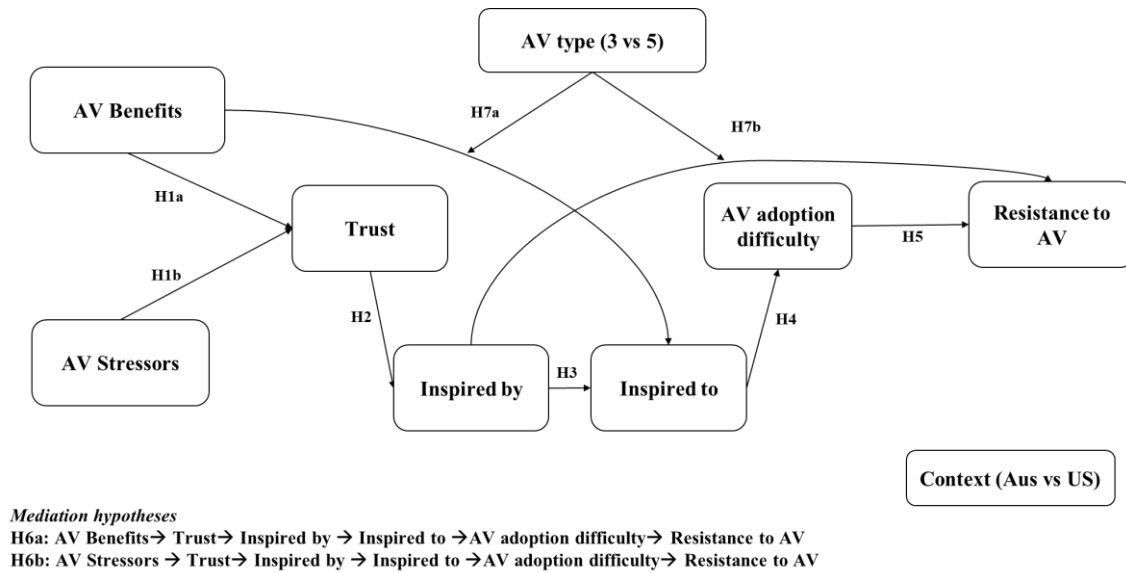 AV type (3 vs 5)
AV Benefits
H7a
H7b
H1a
Trust
AV adoption
difficulty
Resistance to
AV
H5
H1b
H2
H4
AV Stressors
Inspired by
H3
Inspired to
Context (Aus vs US)
Mediation hypotheses
H6a: AV Benefits→ Trust→ Inspired by → Inspired to →AV adoption difficulty→ Resistance to AV
H6b: AV Stressors → Trust→ Inspired by → Inspired to →AV adoption difficulty→ Resistance to AV